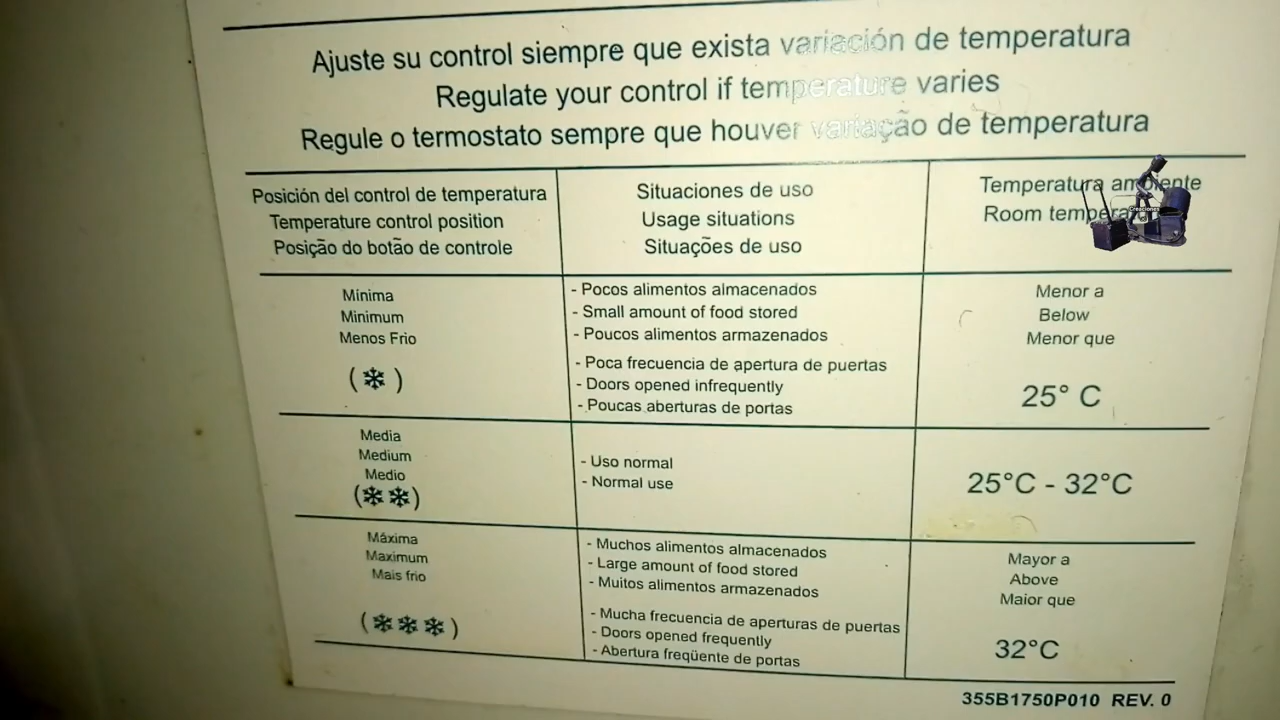 Ajuste su control siempre que exista variación de temperatura
Regulate your control if temperature varies
Regule o termostato sempre que houver variação de temperatura
Posición del control de temperatura
Temperature control position
Posição do botão de controle
Situaciones de uso
Usage situations
Situações de uso
Temperatura ambiente
Room
Creaciones
Mínima
Minimum
Menos Frio
(❄)
- Pocos alimentos almacenados
- Small amount of food stored
- Poucos alimentos armazenados
- Poca frecuencia de apertura de puertas
- Doors opened infrequently
- Poucas aberturas de portas
Menor a
Below
Menor que
25° C
Media
Medium
Medio
(❄❄)
- Uso normal
- Normal use
25°C - 32°C
Máxima
Maximum
Mais frio
(❄❄❄)
- Muchos alimentos almacenados
- Large amount of food stored
- Muitos alimentos armazenados
- Mucha frecuencia de aperturas de puertas
- Doors opened frequently
- Abertura freqüente de portas
Mayor a
Above
Maior que
32°C
355B1750P010 REV. 0